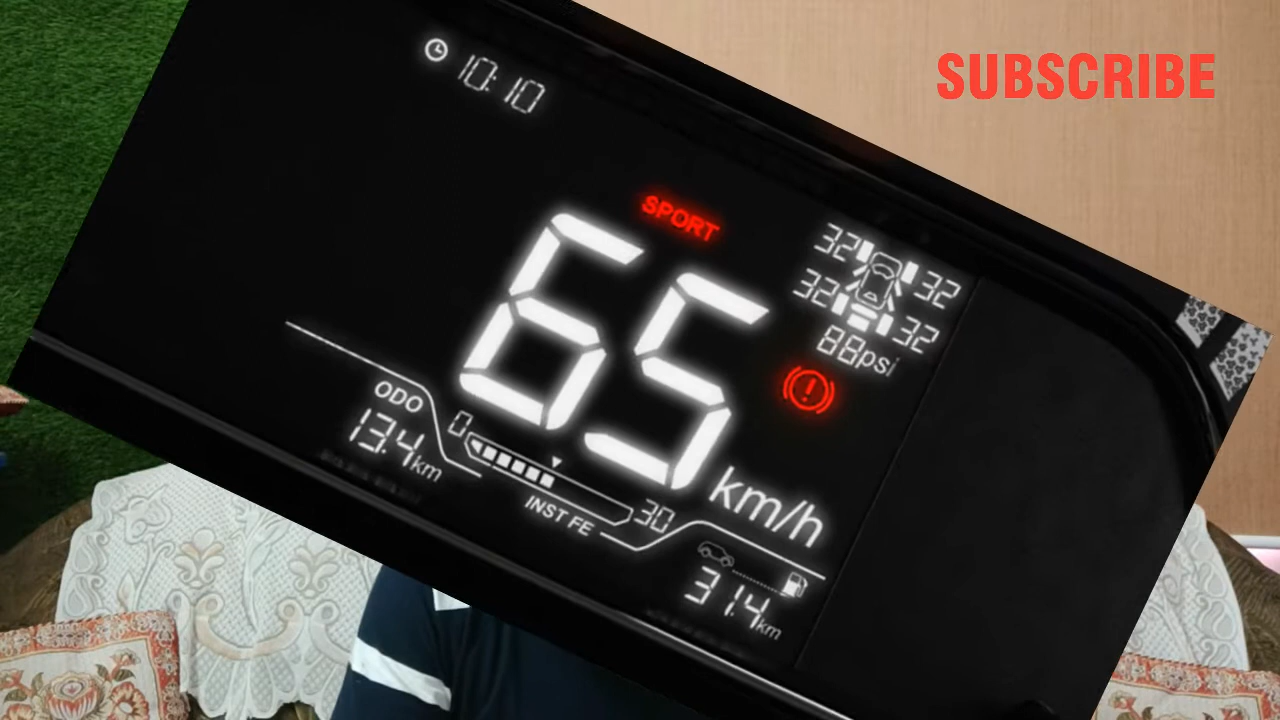 SUBSCRIBE
10:10
SPORT
32 32
32 32
88psi
65 km/h
ODO
13.4km
0
30
INST FE
31.4km